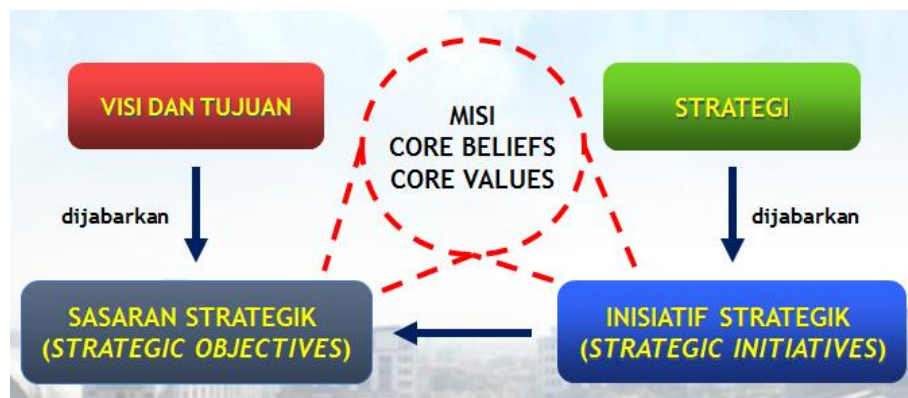 VISI DAN TUJUAN
MISI
CORE BELIEFS
CORE VALUES
STRATEGI
dijabarkan
dijabarkan
SASARAN STRATEGIK
(STRATEGIC OBJECTIVES)
INISIATIF STRATEGIK
(STRATEGIC INITIATIVES)